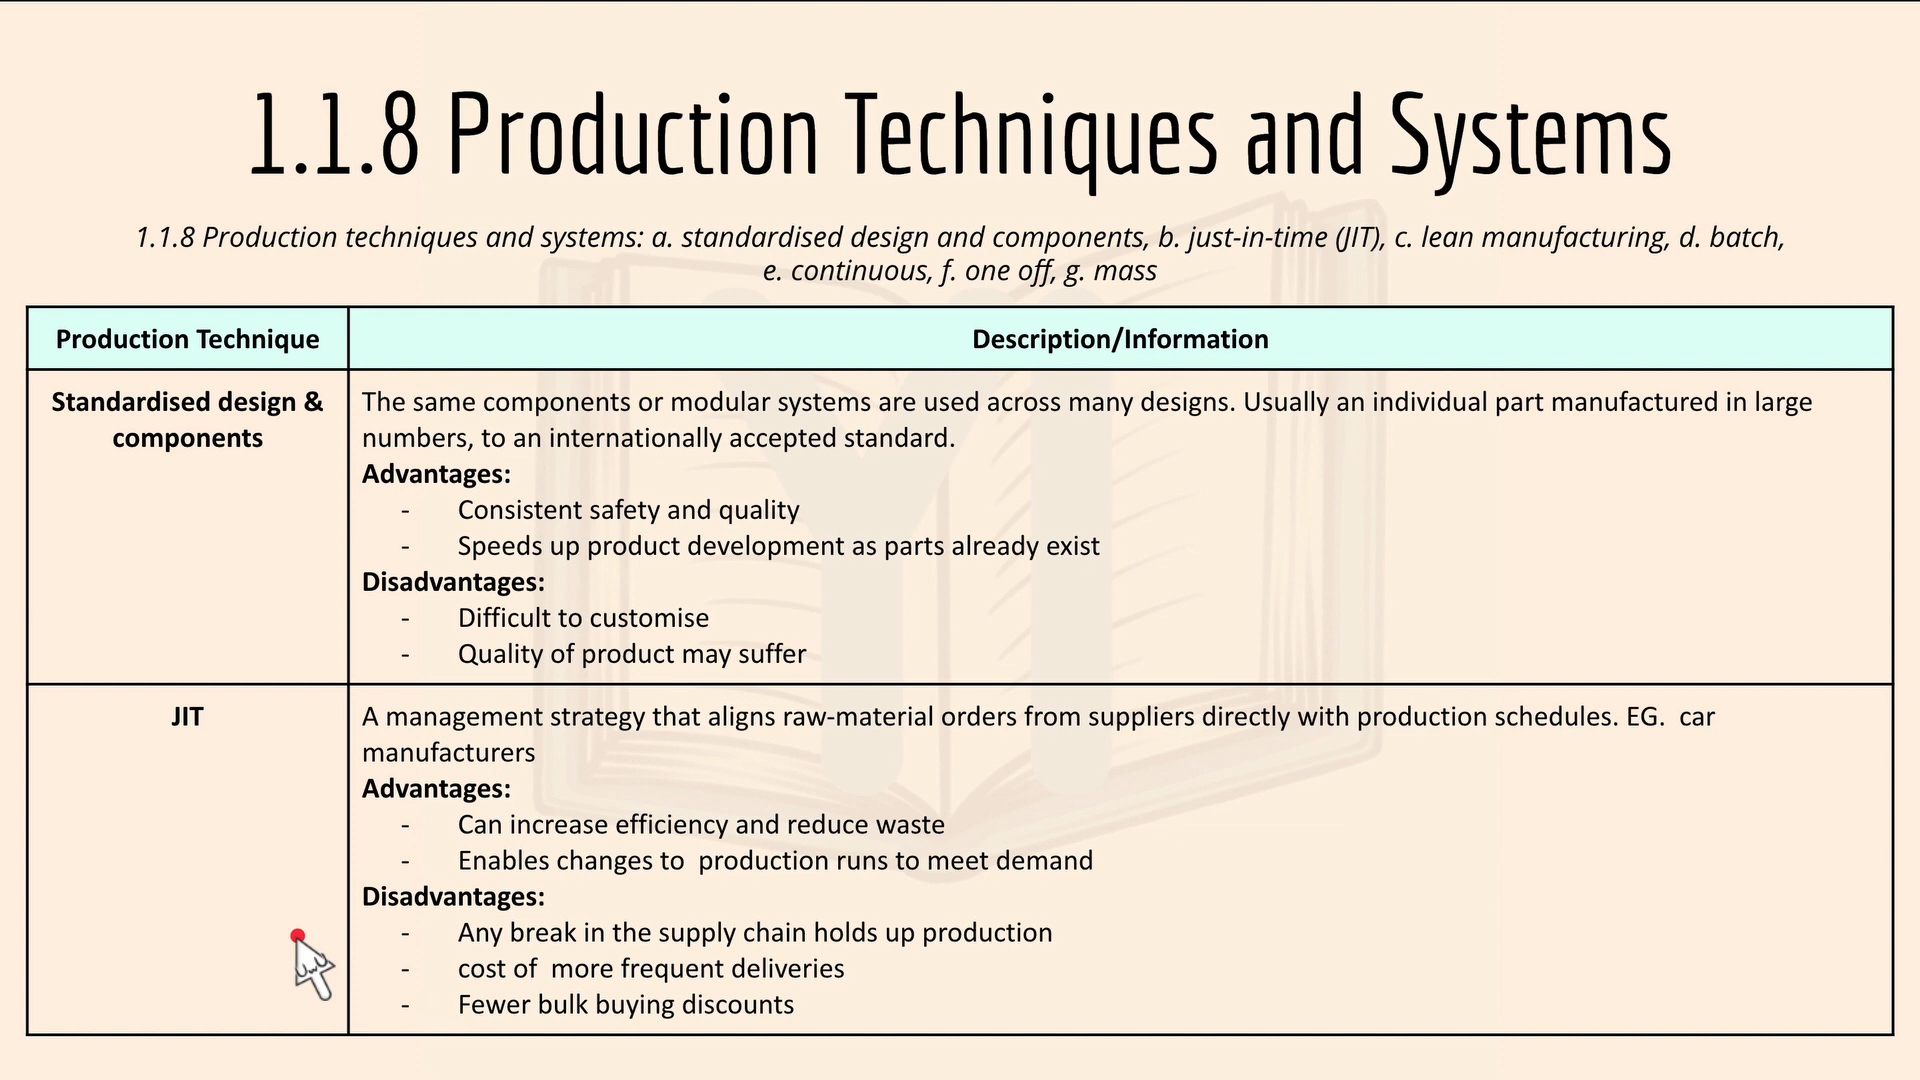 1.1.8 Production Techniques and Systems
1.1.8 Production techniques and systems: a. standardised design and components, b. just-in-time (JIT), c. lean manufacturing, d. batch,
e. continuous, f. one off, g. mass
Production Technique
Description/Information
Standardised design &
components
The same components or modular systems are used across many designs. Usually an individual part manufactured in large
numbers, to an internationally accepted standard.
Advantages:
- Consistent safety and quality
- Speeds up product development as parts already exist
Disadvantages:
- Difficult to customise
- Quality of product may suffer
JIT
A management strategy that aligns raw-material orders from suppliers directly with production schedules. EG.  car
manufacturers
Advantages:
- Can increase efficiency and reduce waste
- Enables changes to  production runs to meet demand
Disadvantages:
- Any break in the supply chain holds up production
- cost of  more frequent deliveries
- Fewer bulk buying discounts